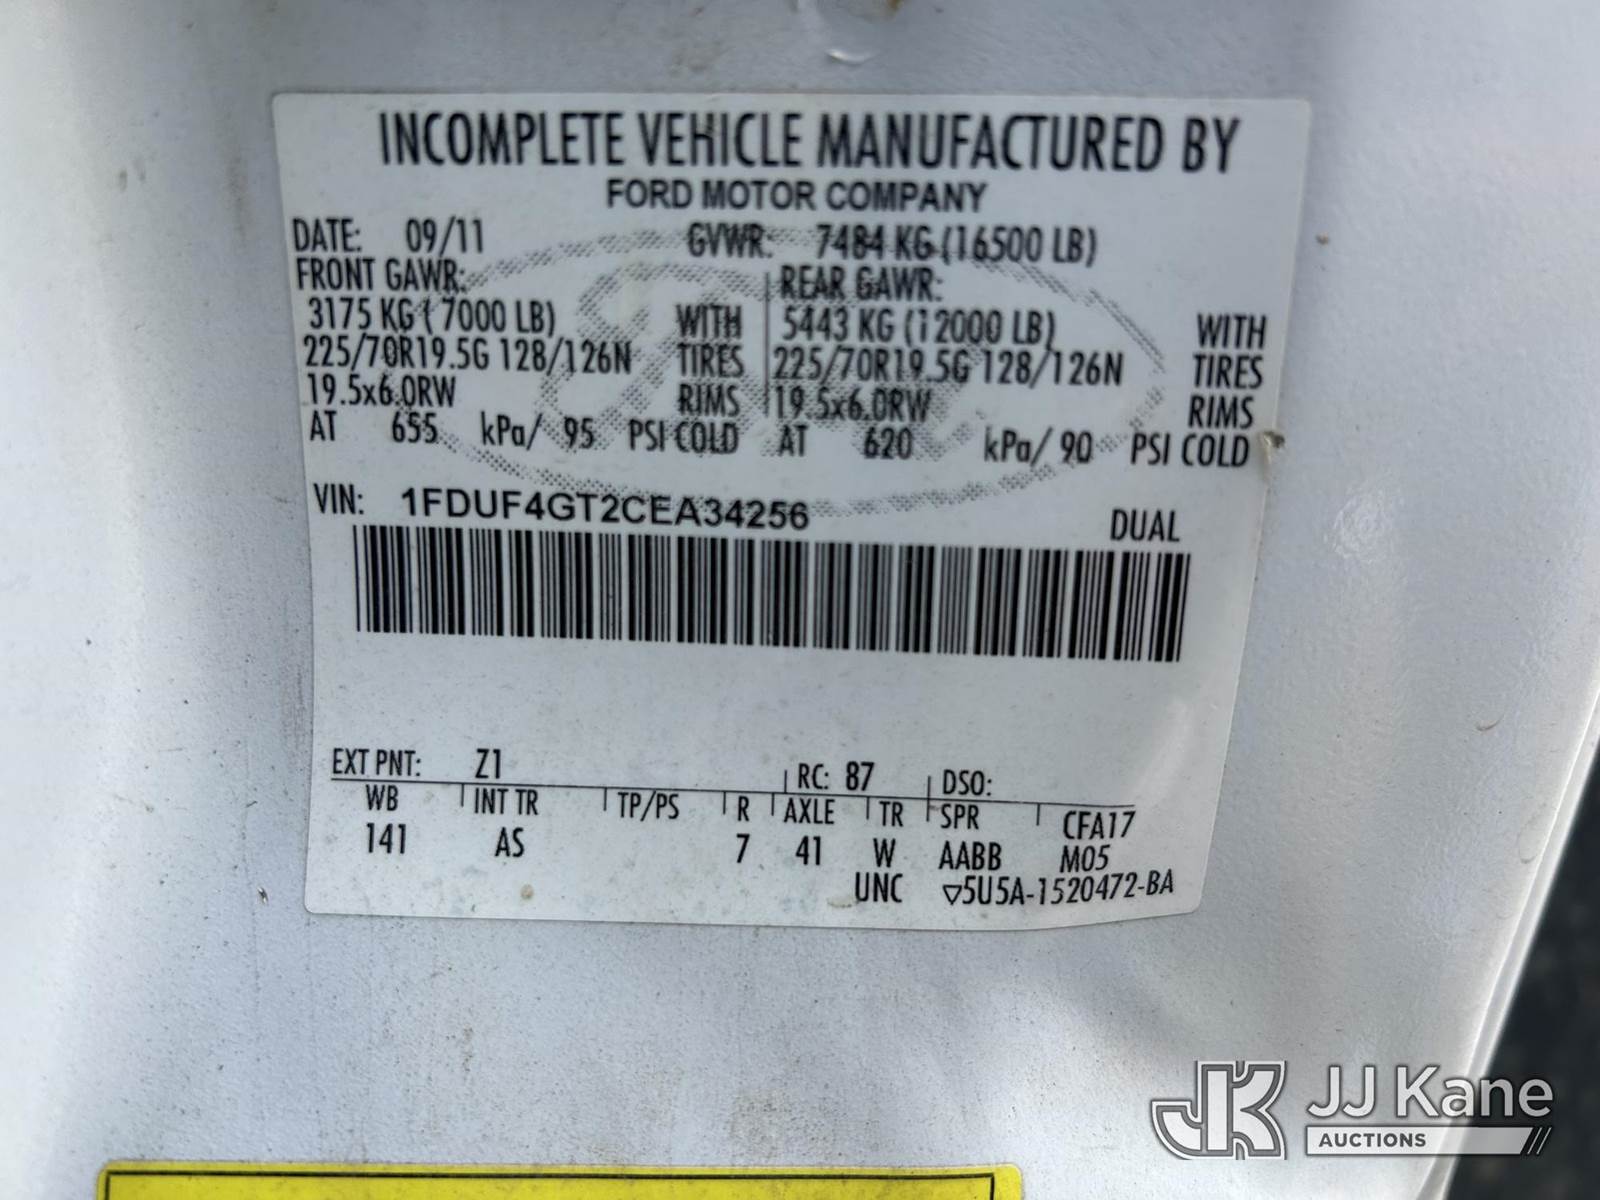 INCOMPLETE VEHICLE MANUFACTURED BY
FORD MOTOR COMPANY
DATE: 09/11 GVWR: 7484 KG (16500 LB)
FRONT GAWR: REAR GAWR:
3175 KG ( 7000 LB) WITH 5443 KG (12000 LB) WITH
225/70R19.5G 128/126N TIRES 225/70R19.5G 128/126N TIRES
19.5x6.0RW RIMS 19.5x6.0RW RIMS
AT 655 kPa/ 95 PSI COLD AT 620 kPa/ 90 PSI COLD
VIN: 1FDUF4GT2CEA34256 DUAL
EXT PNT: Z1 RC: 87 DSO:
WB INT TR TP/PS R AXLE TR SPR CFA17
141 AS 7 41 W AABB M05
UNC ▽5U5A-1520472-BA
JK JJ Kane
AUCTIONS